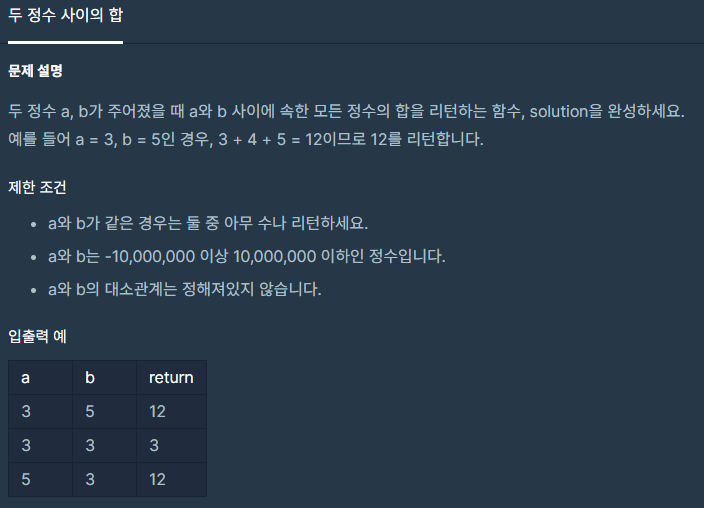 두 정수 사이의 합
문제 설명
두 정수 a, b가 주어졌을 때 a와 b 사이에 속한 모든 정수의 합을 리턴하는 함수, solution을 완성하세요.
예를 들어 a = 3, b = 5인 경우, 3 + 4 + 5 = 12이므로 12를 리턴합니다.
제한 조건
• a와 b가 같은 경우는 둘 중 아무 수나 리턴하세요.
• a와 b는 -10,000,000 이상 10,000,000 이하인 정수입니다.
• a와 b의 대소관계는 정해져있지 않습니다.
입출력 예
a b return
3 5 12
3 3 3
5 3 12